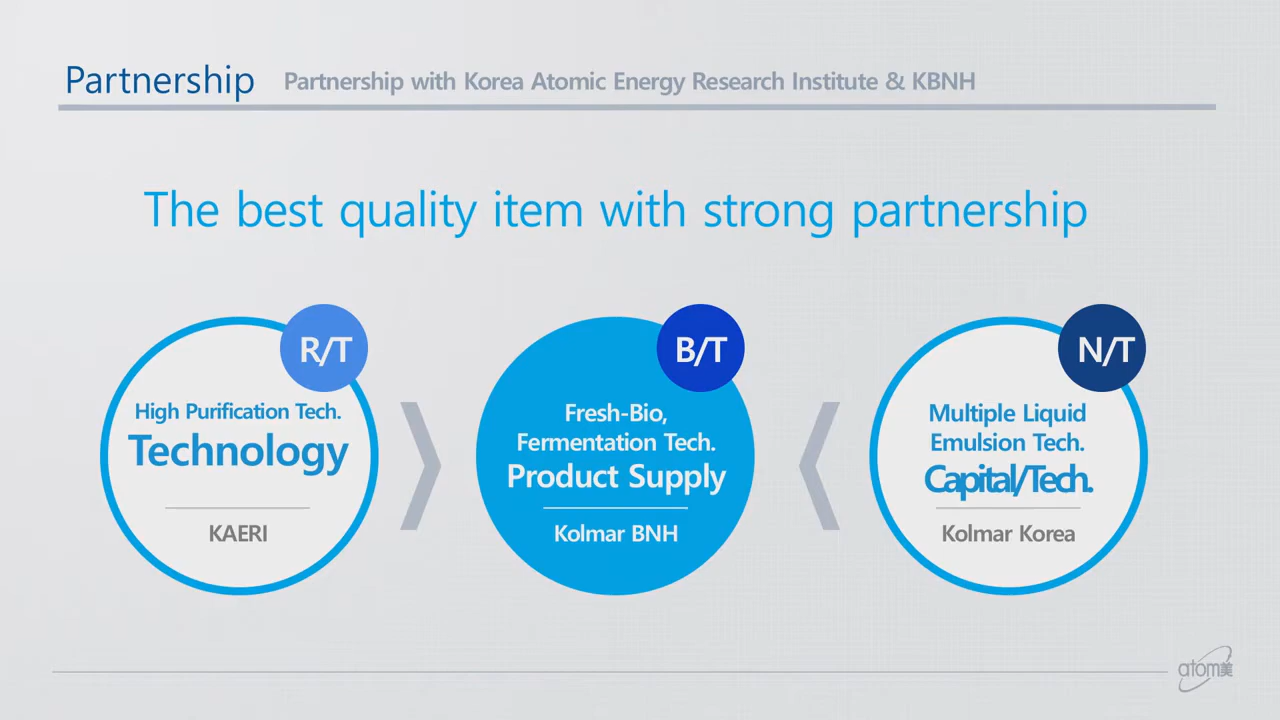 Partnership Partnership with Korea Atomic Energy Research Institute & KBNH
The best quality item with strong partnership
R/T
High Purification Tech.
Technology
KAERI
B/T
Fresh-Bio,
Fermentation Tech.
Product Supply
Kolmar BNH
N/T
Multiple Liquid
Emulsion Tech.
Capital/Tech.
Kolmar Korea
atom美